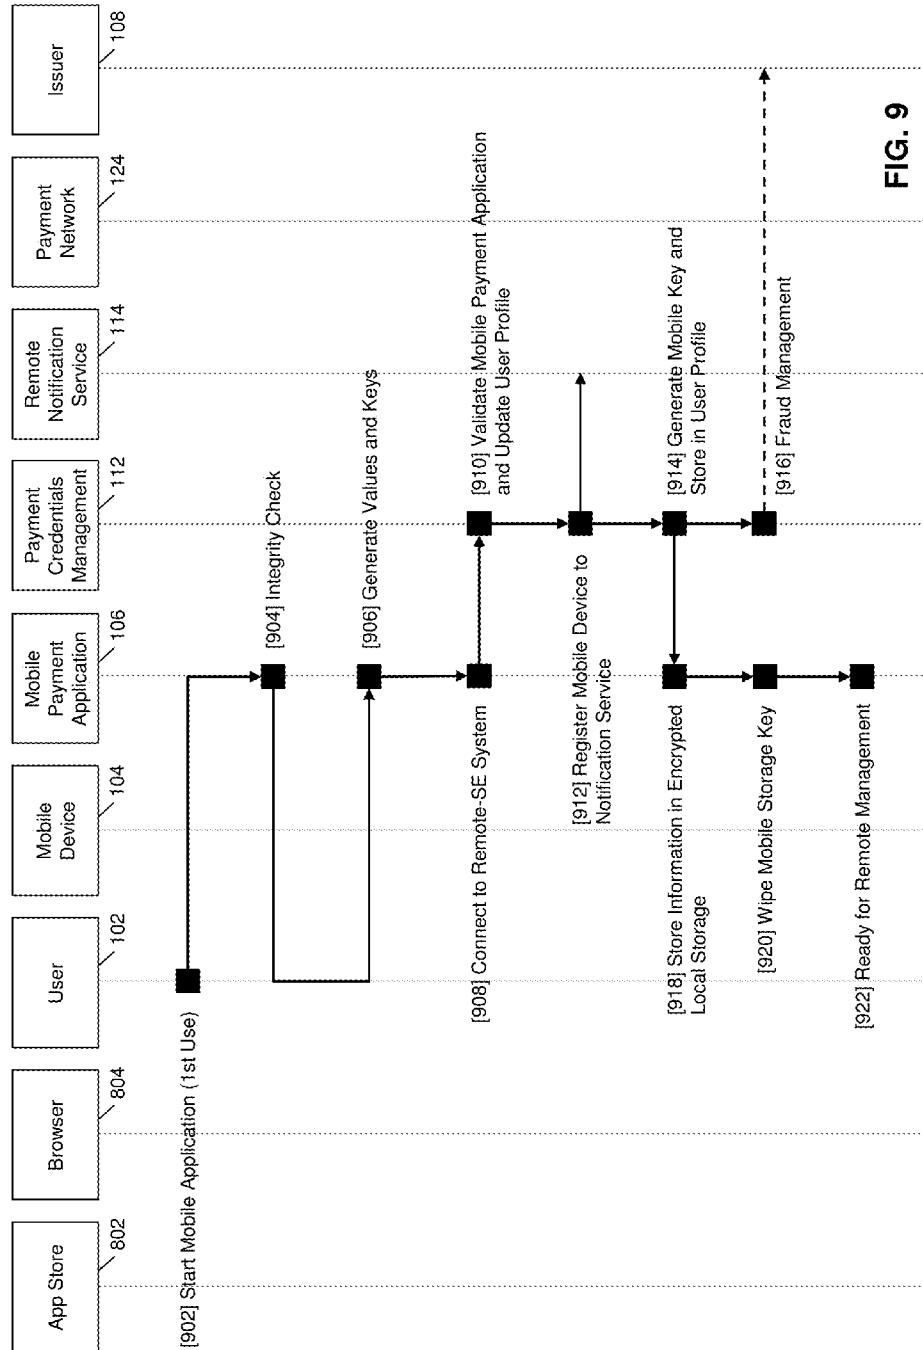 App Store
802
Browser
804
User
102
Mobile
Device
104
Mobile
Payment
Application
106
Payment
Credentials
Management
112
Remote
Notification
Service
114
Payment
Network
124
Issuer
108
[902] Start Mobile Application (1st Use)
[904] Integrity Check
[906] Generate Values and Keys
[908] Connect to Remote-SE System
[910] Validate Mobile Payment Application
and Update User Profile
[912] Register Mobile Device to
Notification Service
[914] Generate Mobile Key and
Store in User Profile
[918] Store Information in Encrypted
Local Storage
[916] Fraud Management
[920] Wipe Mobile Storage Key
[922] Ready for Remote Management
FIG. 9